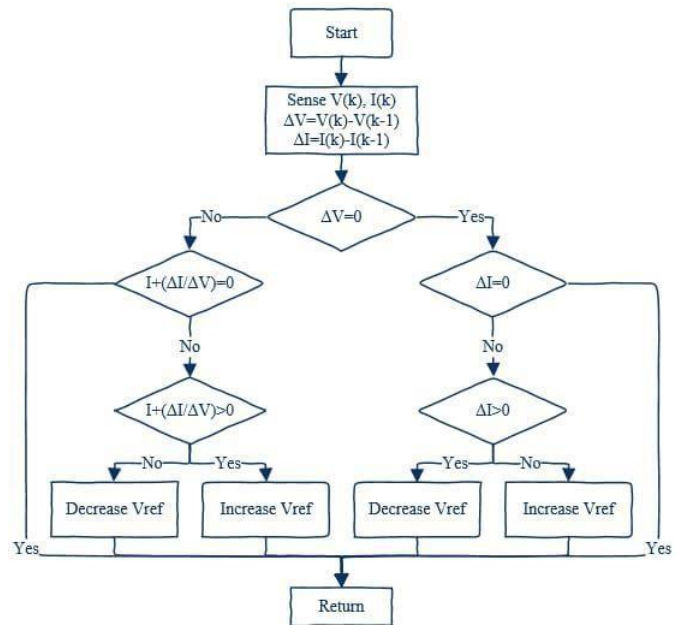 Start
Sense V(k), I(k)
ΔV=V(k)-V(k-1)
ΔI=I(k)-I(k-1)
ΔV=0
No
Yes
I+(ΔI/ΔV)=0
ΔI=0
No
No
I+(ΔI/ΔV)>0
ΔI>0
No
Yes
Yes
No
Decrease Vref
Increase Vref
Decrease Vref
Increase Vref
Yes
Yes
Return